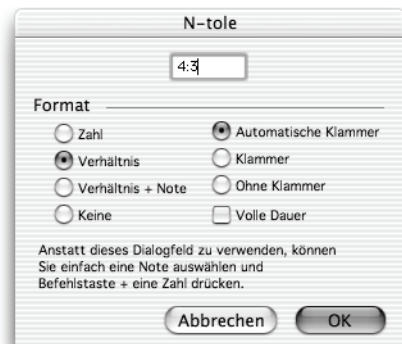 N-tole
4:3
Format
Zahl
Automatische Klammer
Verhältnis
Klammer
Verhältnis + Note
Ohne Klammer
Keine
Volle Dauer
Anstatt dieses Dialogfeld zu verwenden, können
Sie einfach eine Note auswählen und
Befehlstaste + eine Zahl drücken.
Abbrechen
OK